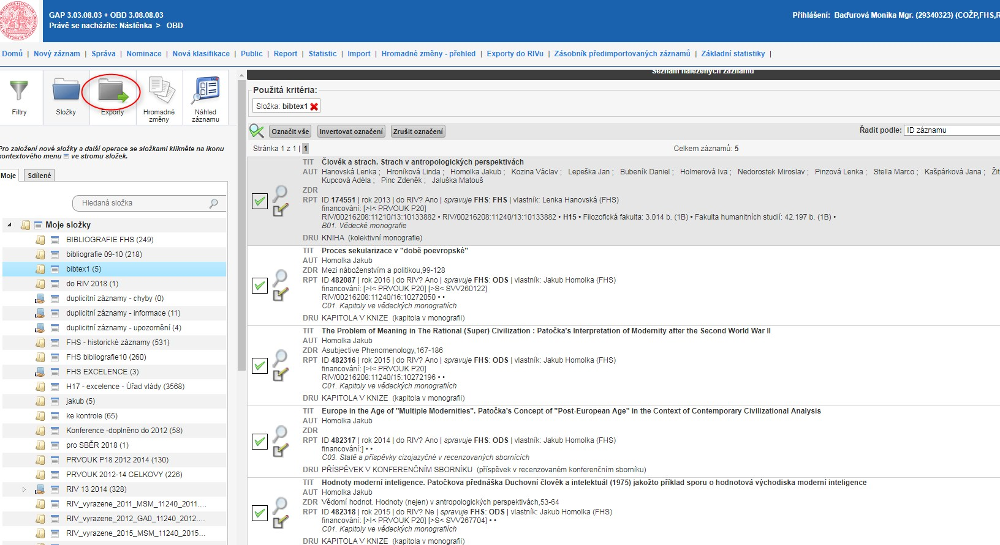 GAP 3.03.08.03 + OBD 3.08.08.03
Právě se nacházíte: Nástěnka > OBD
Přihlášení: Baďurová Monika Mgr. (29340323) (COŽP,FHS,R
Domů | Nový záznam | Správa | Nominace | Nová klasifikace | Public | Report | Statistic | Import | Hromadné změny - přehled | Exporty do RIVu | Zásobník předimportovaných záznamů | Základní statistiky |
Filtry
Složky
Exporty
Hromadné změny
Náhled záznamu
Pro založení nové složky a další operace se složkami klikněte na ikonu
kontextového menu ve stromu složek.
Moje
Sdílené
Hledaná složka
Moje složky
BIBLIOGRAFIE FHS (249)
bibliografie 09-10 (218)
bibtex1 (5)
do RIV 2018 (1)
duplicitní záznamy - chyby (0)
duplicitní záznamy - informace (11)
duplicitní záznamy - upozornění (4)
FHS - historické záznamy (531)
FHS bibliografie10 (260)
FHS EXCELENCE (3)
H17 - excelence - Úřad vlády (3568)
jakub (5)
ke kontrole (65)
Konference -doplněno do 2012 (58)
pro SBĚR 2018 (1)
PRVOUK P18 2012 2014 (130)
PRVOUK 2012-14 CELKOVY (226)
RIV 13 2014 (328)
RIV_vyrazene_2011_MSM_11240_2011....
RIV_vyrazene_2012_GA0_11240_2012....
RIV_vyrazene_2015_MSM_11240_2015...
Seznam nalezených záznamů
Použitá kritéria:
Složka: bibtex1
Označit vše
Invertovat označení
Zrušit označení
Řadit podle: ID záznamu
Stránka 1 z 1 | 1
Celkem záznamů: 5
TIT Člověk a strach. Strach v antropologických perspektivách
AUT Hanovská Lenka ; Hroníková Linda ; Homolka Jakub ; Kozina Václav ; Lepeška Jan ; Bubeník Daniel ; Holmerová Iva ; Nedorostek Miroslav ; Pinzová Lenka ; Stella Marco ; Kašpárková Jana ; Žit
Kupcová Adéla ; Pinc Zdeněk ; Jaluška Matouš
ZDR
RPT ID 174551 | rok 2013 | do RIV? Ano | spravuje FHS: FHS | vlastník: Lenka Hanovská (FHS)
financování: [>I< PRVOUK P20]
RIV/00216208:11210/13:10133882 • RIV/00216208:11240/13:10133882 • H15 • Filozofická fakulta: 3.014 b. (1B) • Fakulta humanitních studií: 42.197 b. (1B) •
B01. Vědecké monografie
DRU KNIHA (kolektivní monografie)
TIT Proces sekularizace v "době poevropské"
AUT Homolka Jakub
ZDR Mezi náboženstvím a politikou,99-128
RPT ID 482087 | rok 2016 | do RIV? Ano | spravuje FHS: ODS | vlastník: Jakub Homolka (FHS)
financování: [>I< PRVOUK P20] [>S< SVV260122]
RIV/00216208:11240/16:10272050 • •
C01. Kapitoly ve vědeckých monografiích
DRU KAPITOLA V KNIZE (kapitola v monografii)
TIT The Problem of Meaning in The Rational (Super) Civilization : Patočka's Interpretation of Modernity after the Second World War II
AUT Homolka Jakub
ZDR Asubjective Phenomenology,167-186
RPT ID 482316 | rok 2015 | do RIV? Ano | spravuje FHS: ODS | vlastník: Jakub Homolka (FHS)
financování: [>I< PRVOUK P20]
RIV/00216208:11240/15:10272196 • •
C01. Kapitoly ve vědeckých monografiích
DRU KAPITOLA V KNIZE (kapitola v monografii)
TIT Europe in the Age of "Multiple Modernities". Patočka's Concept of "Post-European Age" in the Context of Contemporary Civilizational Analysis
AUT Homolka Jakub
ZDR
RPT ID 482317 | rok 2014 | do RIV? Ano | spravuje FHS: ODS | vlastník: Jakub Homolka (FHS)
financování:] • •
C03. Statě a příspěvky cizojazyčné v recenzovaných sbornících
DRU PŘÍSPĚVEK V KONFERENČNÍM SBORNÍKU (příspěvek v recenzovaném konferenčním sborníku)
TIT Hodnoty moderní inteligence. Patočkova přednáška Duchovní člověk a intelektuál (1975) jakožto příklad sporu o hodnotová východiska moderní inteligence
AUT Homolka Jakub
ZDR Vědomí hodnot. Hodnoty (nejen) v antropologických perspektivách,53-64
RPT ID 482318 | rok 2015 | do RIV? Ne | spravuje FHS: ODS | vlastník: Jakub Homolka (FHS)
financování: [>I< PRVOUK P20] [>S< SVV267704] • •
C01. Kapitoly ve vědeckých monografiích
DRU KAPITOLA V KNIZE (kapitola v monografii)